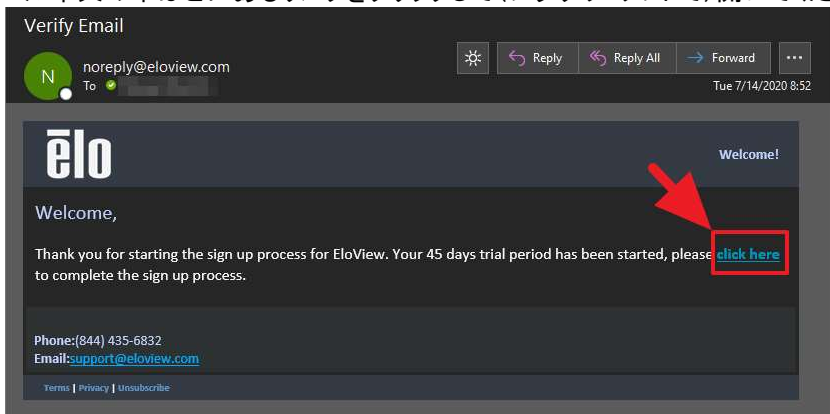 Verify Email
N
noreply@eloview.com
To
Reply
Reply All
Forward
Tue 7/14/2020 8:52
ēlo
Welcome!
Welcome,
Thank you for starting the sign up process for EloView. Your 45 days trial period has been started, please click here
to complete the sign up process.
Phone:(844) 435-6832
Email:support@eloview.com
Terms | Privacy | Unsubscribe